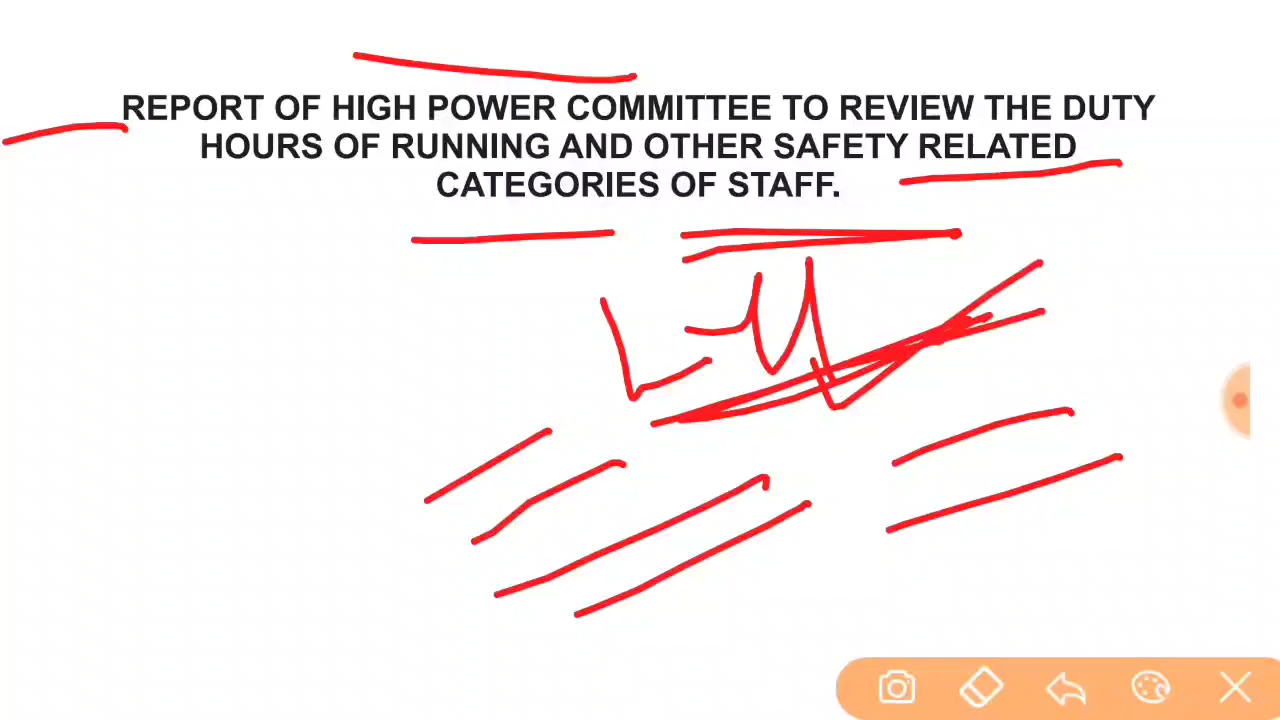 REPORT OF HIGH POWER COMMITTEE TO REVIEW THE DUTY
HOURS OF RUNNING AND OTHER SAFETY RELATED
CATEGORIES OF STAFF.